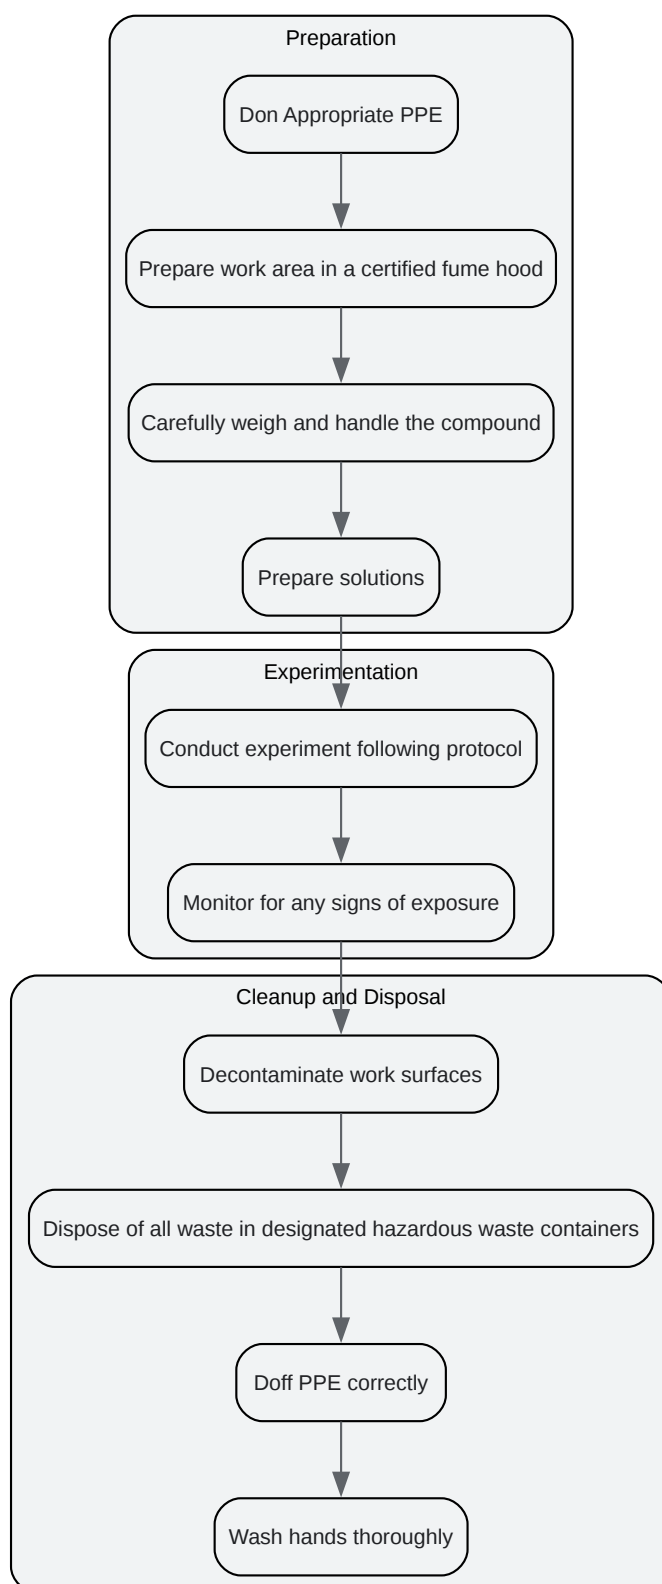 Preparation
Don Appropriate PPE
Prepare work area in a certified fume hood
Carefully weigh and handle the compound
Prepare solutions
Experimentation
Conduct experiment following protocol
Monitor for any signs of exposure
Cleanup and Disposal
Decontaminate work surfaces
Dispose of all waste in designated hazardous waste containers
Doff PPE correctly
Wash hands thoroughly